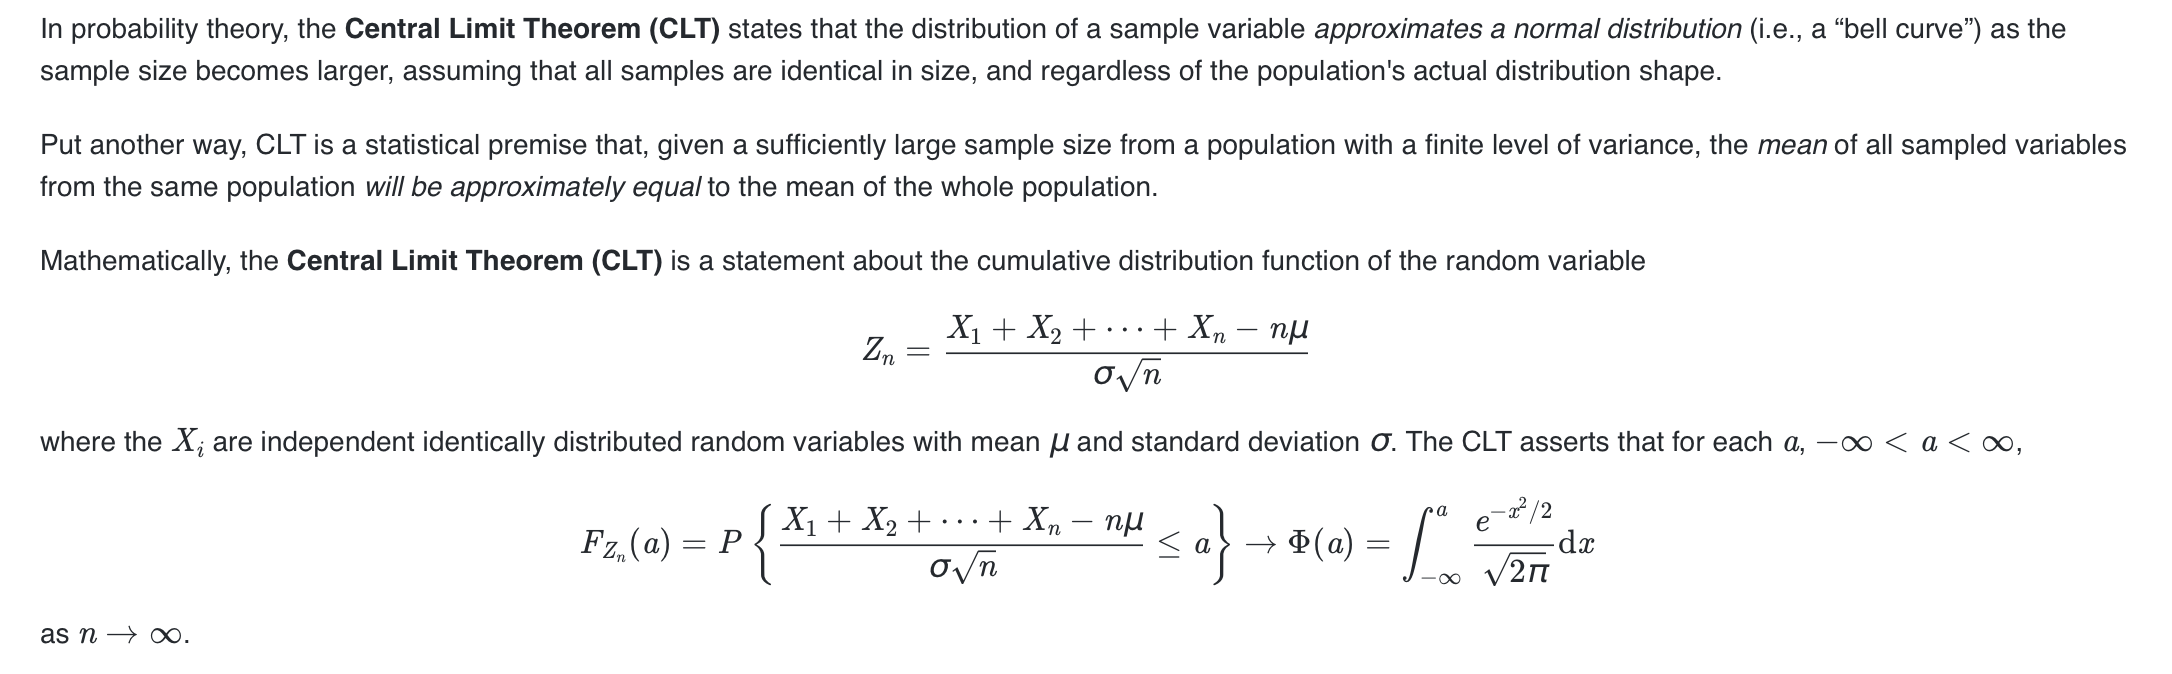 In probability theory, the Central Limit Theorem (CLT) states that the distribution of a sample variable approximates a normal distribution (i.e., a “bell curve”) as the
sample size becomes larger, assuming that all samples are identical in size, and regardless of the population's actual distribution shape.
Put another way, CLT is a statistical premise that, given a sufficiently large sample size from a population with a finite level of variance, the mean of all sampled variables
from the same population will be approximately equal to the mean of the whole population.
Mathematically, the Central Limit Theorem (CLT) is a statement about the cumulative distribution function of the random variable
$Z_n = \frac{X_1 + X_2 + \cdots + X_n - n\mu}{\sigma\sqrt{n}}$
where the $X_i$ are independent identically distributed random variables with mean μ and standard deviation σ. The CLT asserts that for each $a$, $-\infty < a < \infty$,
$F_{Z_n}(a) = P\left\{\frac{X_1 + X_2 + \cdots + X_n - n\mu}{\sigma\sqrt{n}} \leq a\right\} \rightarrow \Phi(a) = \int_{-\infty}^{a} \frac{e^{-x^2/2}}{\sqrt{2\pi}} \mathrm{d}x$
as $n \rightarrow \infty$.